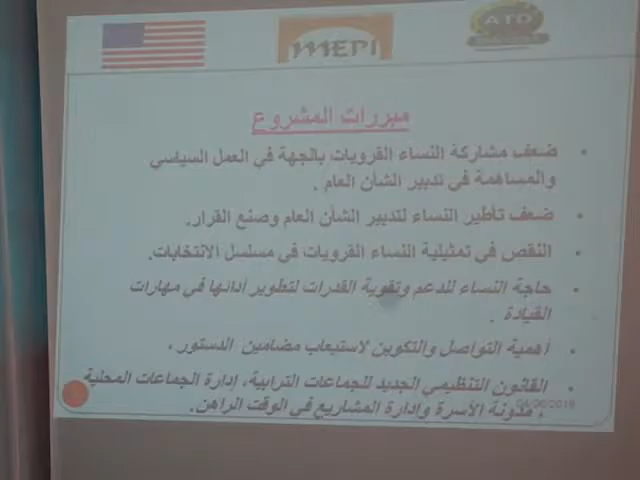 MEPI
ATD
مبررات المشروع
• ضعف مشاركة النساء القرويات بالجهة في العمل السياسي
والمساهمة في تدبير الشأن العام .
• ضعف تأطير النساء لتدبير الشأن العام وصنع القرار.
• النقص في تمثيلية النساء القرويات في مسلسل الانتخابات.
• حاجة النساء للدعم وتقوية القدرات لتطوير أدائها في مهارات
القيادة .
• أهمية التواصل والتكوين لاستيعاب مضامين الدستور .
• القانون التنظيمي الجديد للجماعات الترابية، إدارة الجماعات المحلية
، مدونة الأسرة وإدارة المشاريع في الوقت الراهن.